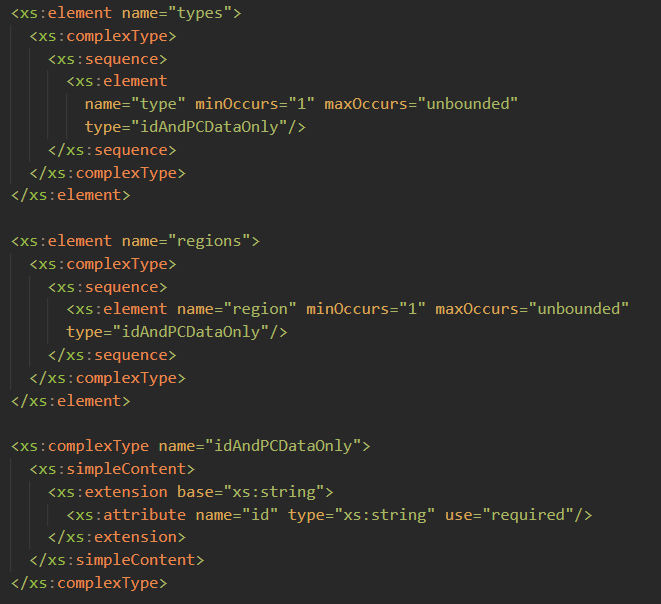 <xs:element name="types">
<xs:complexType>
<xs:sequence>
<xs:element
name="type" minOccurs="1" maxOccurs="unbounded"
type="idAndPCDataOnly"/>
</xs:sequence>
</xs:complexType>
</xs:element>
<xs:element name="regions">
<xs:complexType>
<xs:sequence>
<xs:element name="region" minOccurs="1" maxOccurs="unbounded"
type="idAndPCDataOnly"/>
</xs:sequence>
</xs:complexType>
</xs:element>
<xs:complexType name="idAndPCDataOnly">
<xs:simpleContent>
<xs:extension base="xs:string">
<xs:attribute name="id" type="xs:string" use="required"/>
</xs:extension>
</xs:simpleContent>
</xs:complexType>